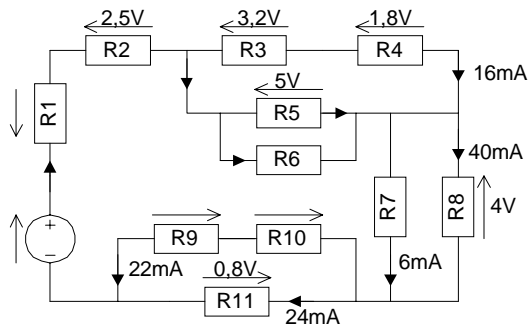 2,5V 3,2V 1,8V
R2 R3 R4
16mA
5V
R1 R5
R6
40mA
R7 R8 4V
+
−
R9 R10
22mA 0,8V 6mA
R11 24mA